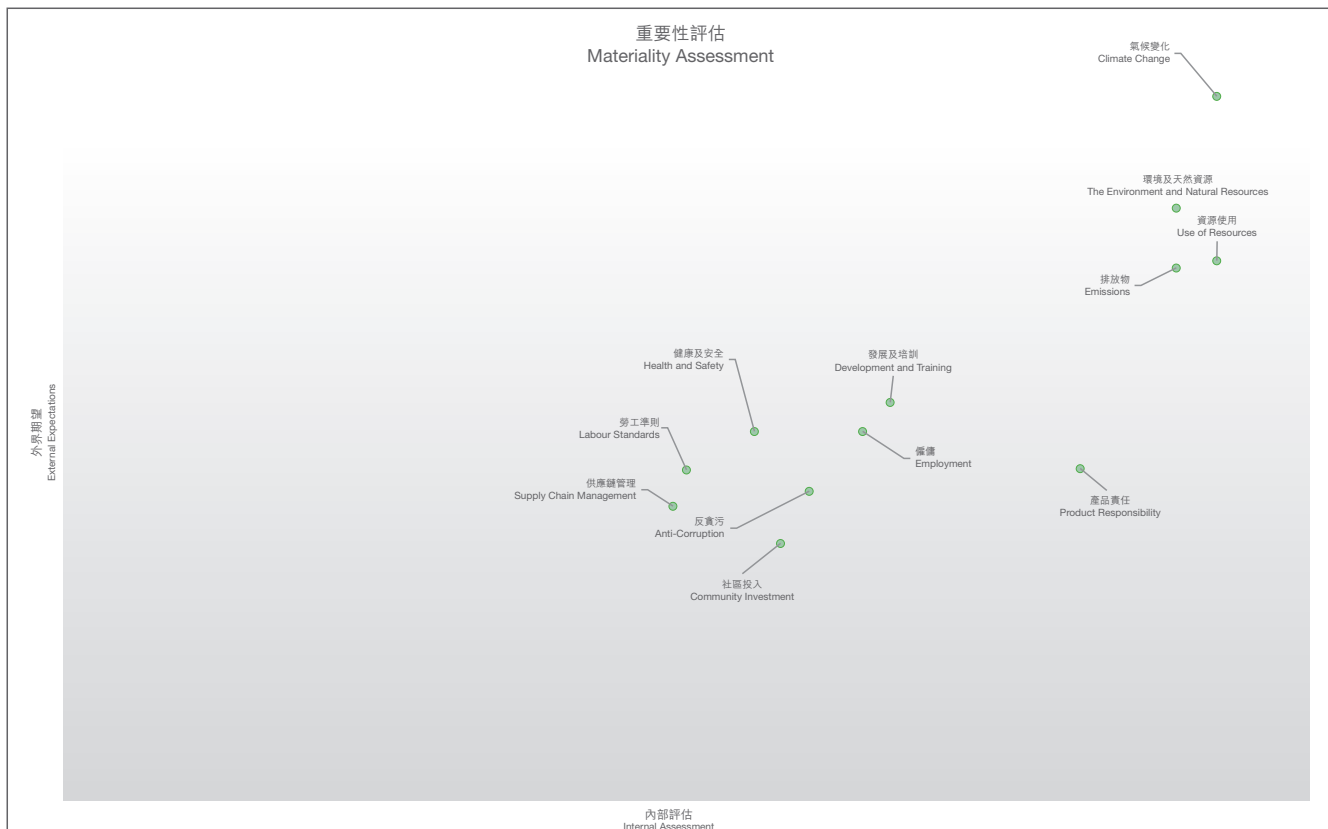 重要性評估
Materiality Assessment
氣候變化
Climate Change
環境及天然資源
The Environment and Natural Resources
資源使用
Use of Resources
排放物
Emissions
健康及安全
Health and Safety
發展及培訓
Development and Training
勞工準則
Labour Standards
僱傭
Employment
供應鏈管理
Supply Chain Management
反貪污
Anti-Corruption
產品責任
Product Responsibility
社區投入
Community Investment
外界期望
External Expectations
內部評估
Internal Assessment